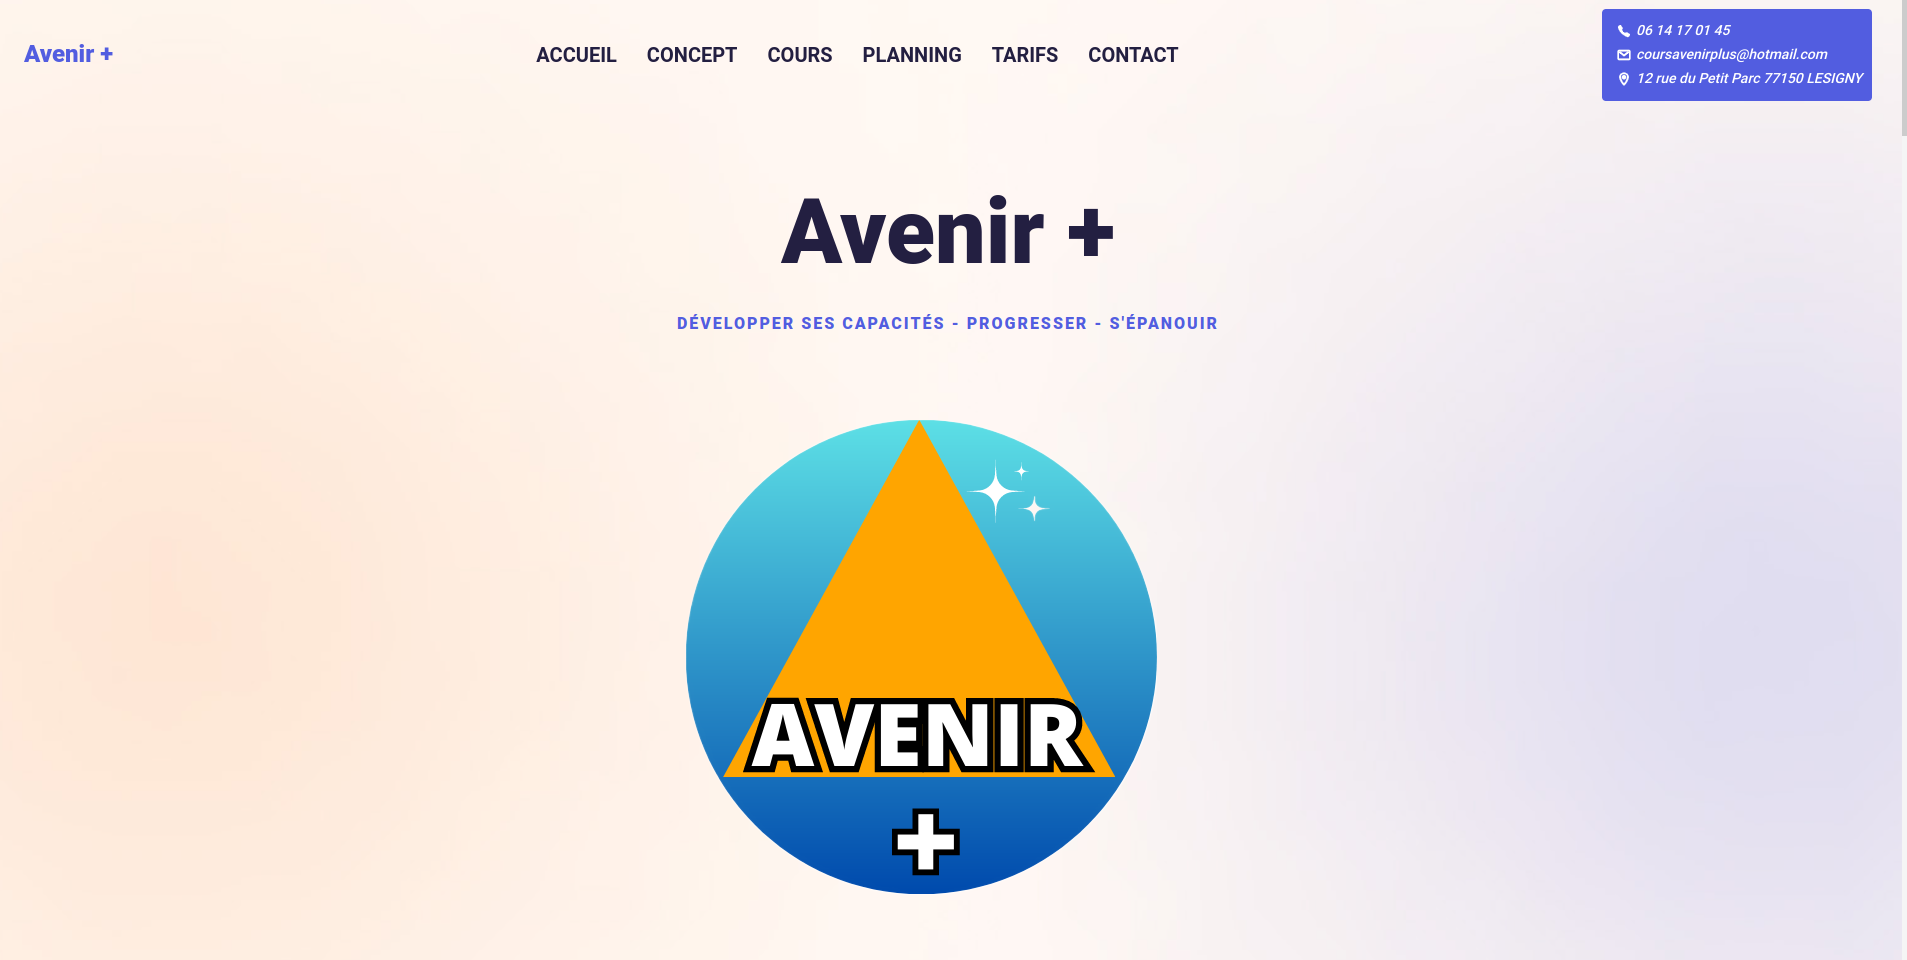 Avenir +
ACCUEIL CONCEPT COURS PLANNING TARIFS CONTACT
06 14 17 01 45
coursavenirplus@hotmail.com
12 rue du Petit Parc 77150 LESIGNY
Avenir +
DÉVELOPPER SES CAPACITÉS - PROGRESSER - S'ÉPANOUIR
AVENIR
+